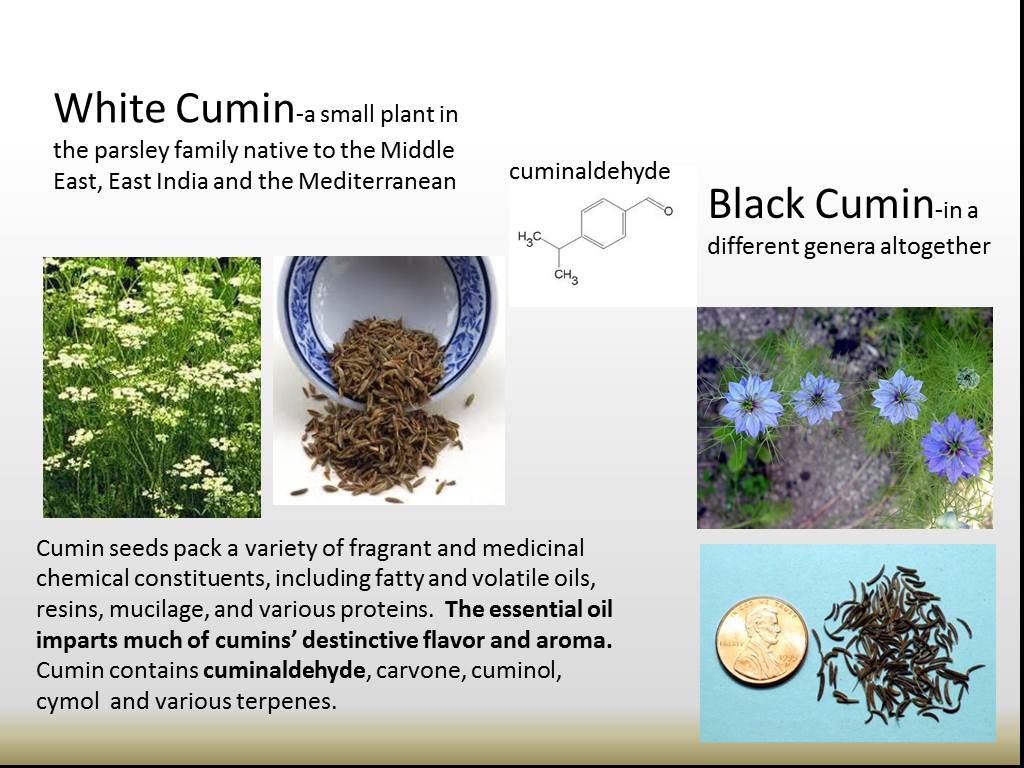 White Cumin-a small plant in
the parsley family native to the Middle
East, East India and the Mediterranean
cuminaldehyde
H3C
CH3
O
Black Cumin-in a
different genera altogether
Cumin seeds pack a variety of fragrant and medicinal
chemical constituents, including fatty and volatile oils,
resins, mucilage, and various proteins.  The essential oil
imparts much of cumins’ destinctive flavor and aroma.
Cumin contains cuminaldehyde, carvone, cuminol,
cymol  and various terpenes.